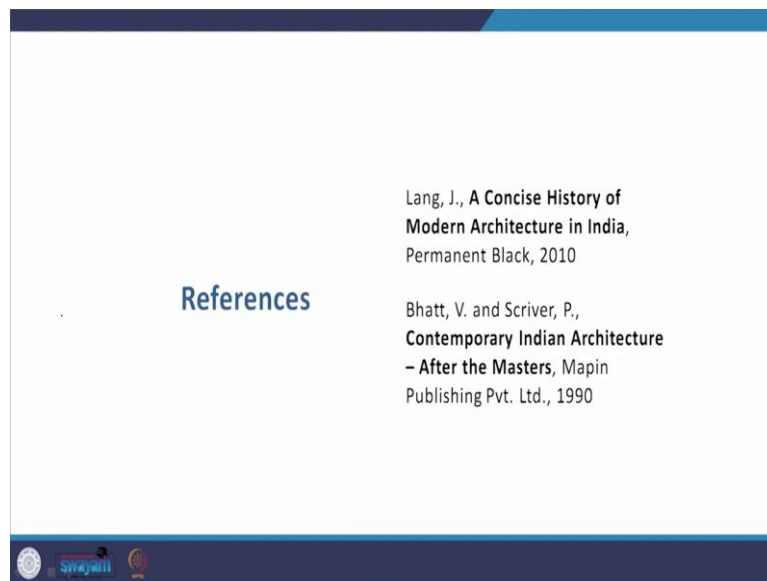 References
Lang, J., A Concise History of
Modern Architecture in India,
Permanent Black, 2010
Bhatt, V. and Scriver, P.,
Contemporary Indian Architecture
– After the Masters, Mapin
Publishing Pvt. Ltd., 1990
swayam